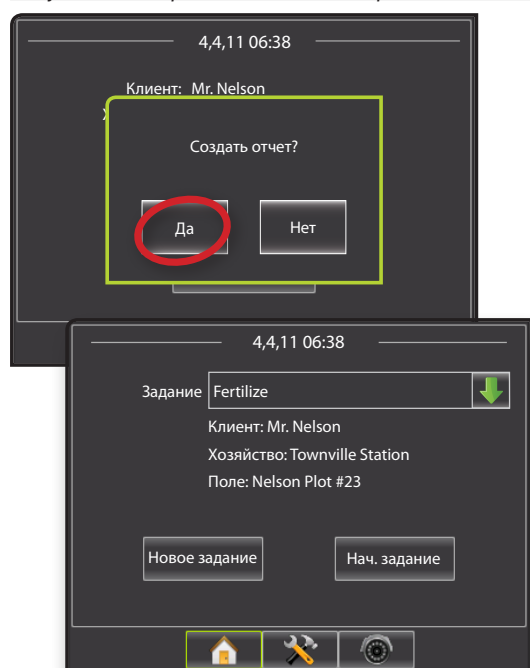 4,4,11 06:38
Клиент: Mr. Nelson
Создать отчет?
Да
Нет
4,4,11 06:38
Задание Fertilize
Клиент: Mr. Nelson
Хозяйство: Townville Station
Поле: Nelson Plot #23
Новое задание
Нач. задание